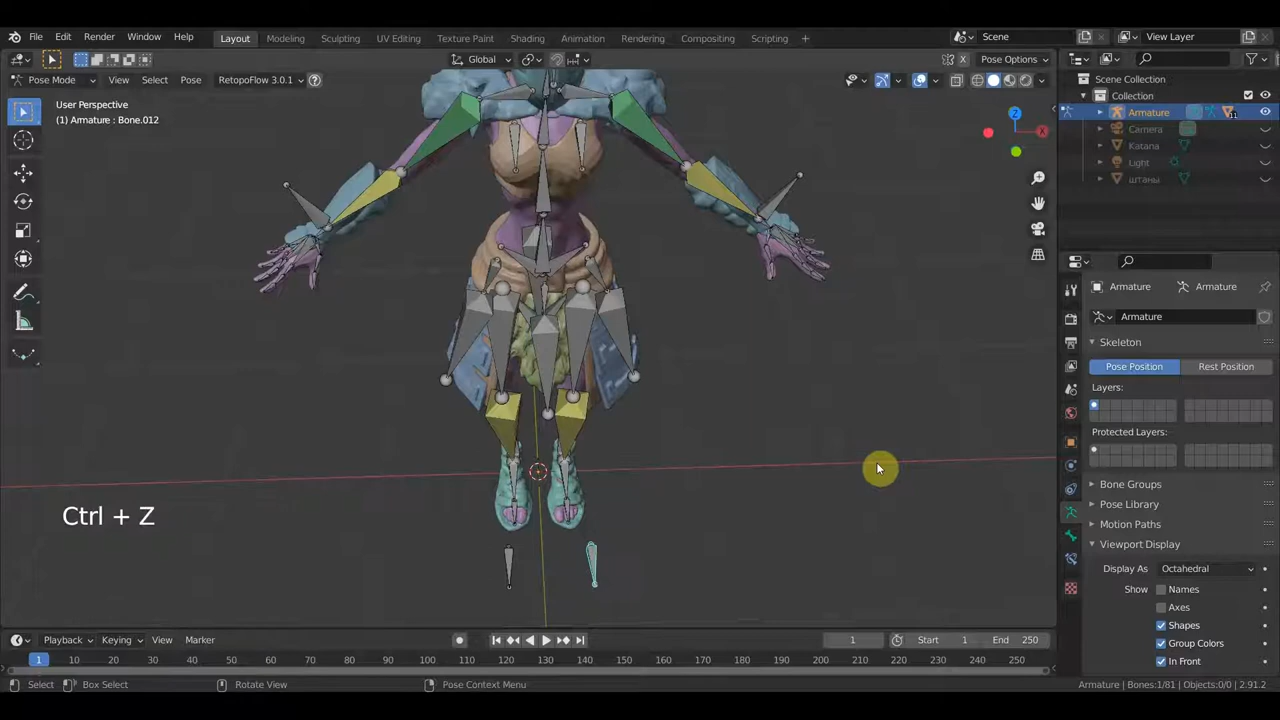 File Edit Render Window Help
Layout Modeling Sculpting UV Editing Texture Paint Shading Animation Rendering Compositing Scripting +
Scene
View Layer
Global
Pose Options
Pose Mode View Select Pose RetopoFlow 3.0.1
User Perspective
(1) Armature : Bone.012
Z
X
Scene Collection
Collection
Armature
11
Camera
Katana
Light
штаны
Armature Armature
Armature
Skeleton
Pose Position Rest Position
Layers:
Protected Layers:
Bone Groups
Pose Library
Motion Paths
Viewport Display
Display As Octahedral
Show Names
Axes
Shapes
Group Colors
In Front
Ctrl + Z
Playback Keying View Marker
1 Start 1 End 250
1 10 20 30 40 50 60 70 80 90 100 110 120 130 140 150 160 170 180 190 200 210 220 230 240 250
Select Box Select Rotate View Pose Context Menu
Armature | Bones:1/81 | Objects:0/0 | 2.91.2